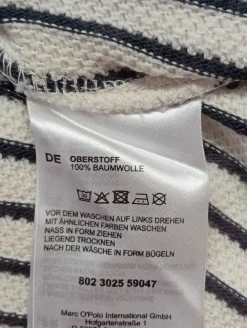 DE OBERSTOFF
100% BAUMWOLLE
VOR DEM WASCHEN AUF LINKS DREHEN
MIT ÄHNLICHEN FARBEN WASCHEN
NASS IN FORM ZIEHEN
LIEGEND TROCKNEN
NACH DER WÄSCHE IN FORM BÜGELN
802 3025 59047
Marc O'Polo International GmbH
Hofgartenstraße 1